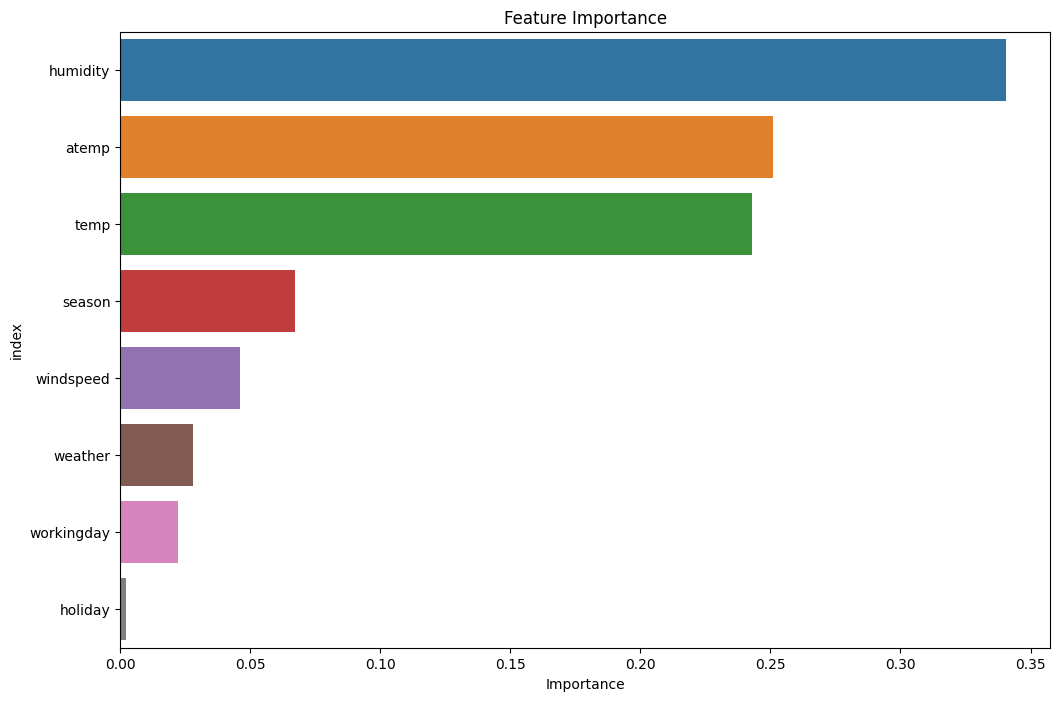 Feature Importance
humidity
atemp
temp
season
windspeed
weather
workingday
holiday
index
0.00 0.05 0.10 0.15 0.20 0.25 0.30 0.35
Importance